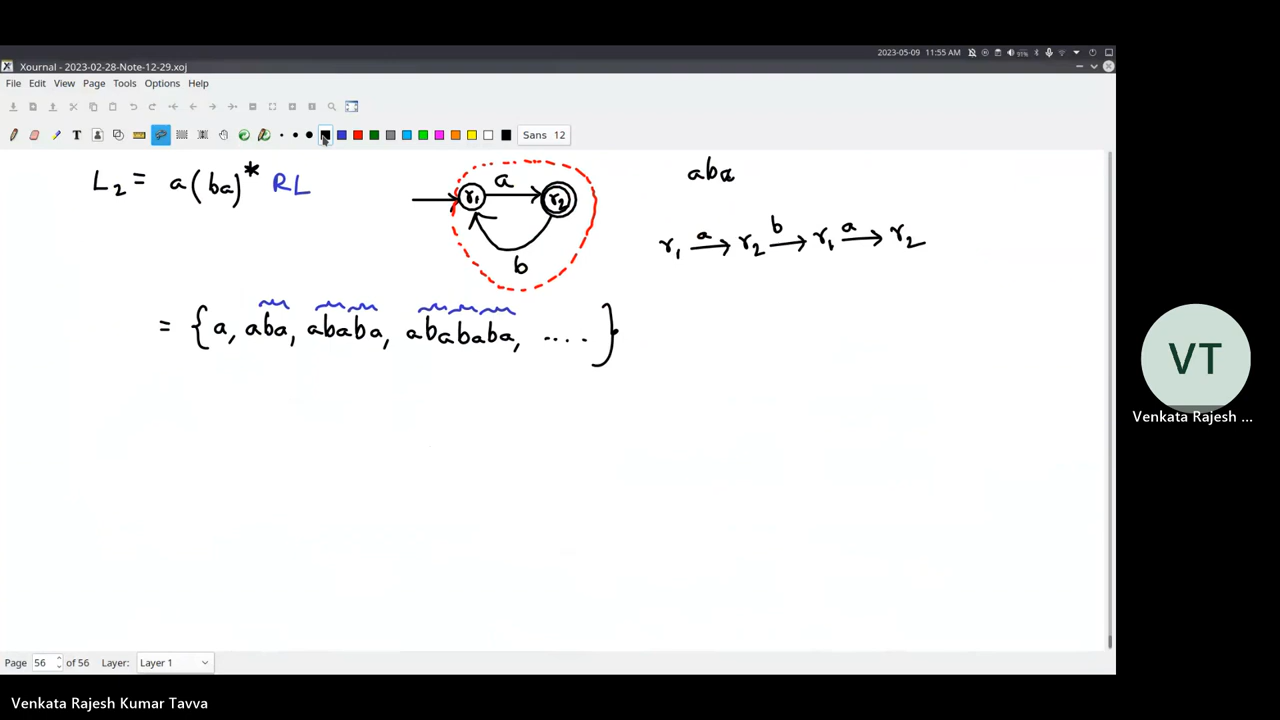 2023-05-09 11:55 AM
Xournal - 2023-02-28-Note-12-29.xoj
File Edit View Page Tools Options Help
Sans 12
L2 = a(ba)* RL
r1 a r2 b
aba
r1 a→ r2 b→ r1 a→ r2
= {a, aba, ababa, abababa, ....}
VT
Venkata Rajesh ...
Page 56 of 56 Layer: Layer 1
Venkata Rajesh Kumar Tavva